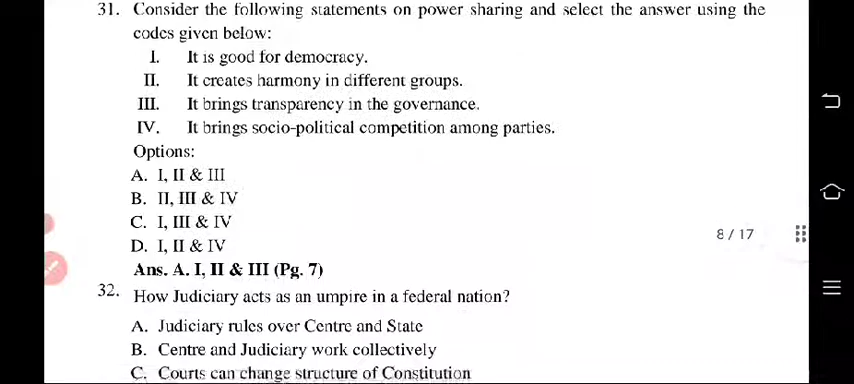 31. Consider the following statements on power sharing and select the answer using the
codes given below:
I. It is good for democracy.
II. It creates harmony in different groups.
III. It brings transparency in the governance.
IV. It brings socio-political competition among parties.
Options:
A. I, II & III
B. II, III & IV
C. I, III & IV
D. I, II & IV
8 / 17
Ans. A. I, II & III (Pg. 7)
32. How Judiciary acts as an umpire in a federal nation?
A. Judiciary rules over Centre and State
B. Centre and Judiciary work collectively
C. Courts can change structure of Constitution